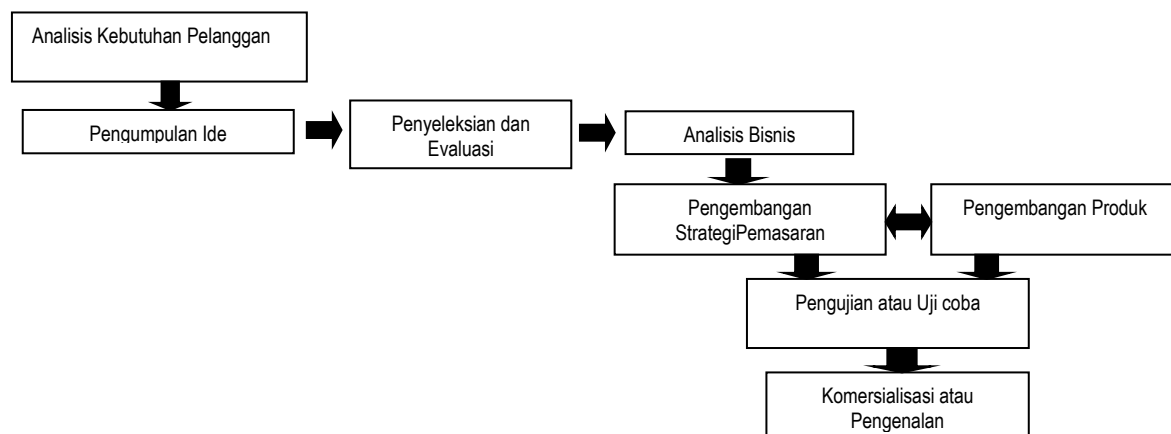 Analisis Kebutuhan Pelanggan
Pengumpulan Ide
Penyeleksian dan
Evaluasi
Analisis Bisnis
Pengembangan
StrategiPemasaran
Pengembangan Produk
Pengujian atau Uji coba
Komersialisasi atau
Pengenalan